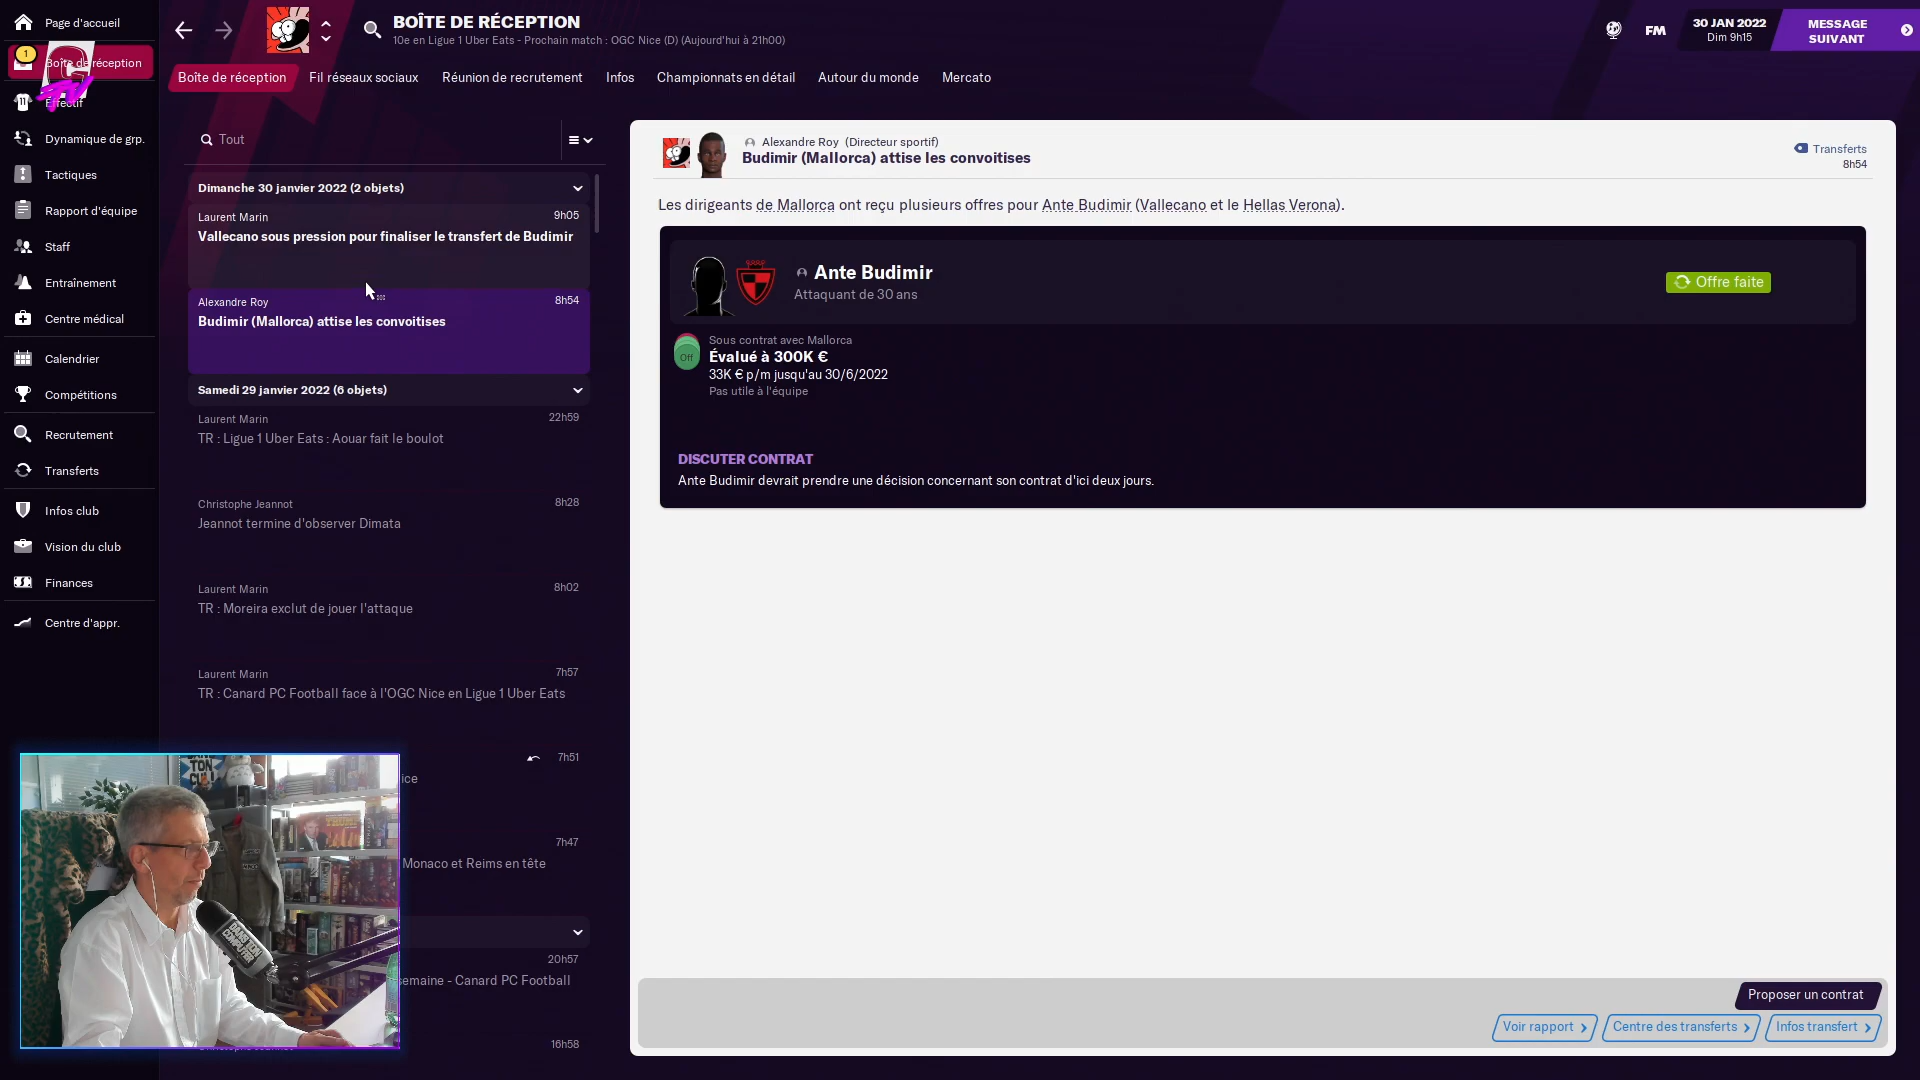 Page d'accueil
1
Boîte de réception
Effectif
Dynamique de grp.
Tactiques
Rapport d'équipe
Staff
Entraînement
Centre médical
Calendrier
Compétitions
Recrutement
Transferts
Infos club
Vision du club
Finances
Centre d'appr.
BOÎTE DE RÉCEPTION
10e en Ligue 1 Uber Eats - Prochain match : OGC Nice (D) (Aujourd'hui à 21h00)
FM
30 JAN 2022
Dim 9h15
MESSAGE
SUIVANT
Boîte de réception Fil réseaux sociaux Réunion de recrutement Infos Championnats en détail Autour du monde Mercato
Tout
Dimanche 30 janvier 2022 (2 objets)
Laurent Marin 9h05
Vallecano sous pression pour finaliser le transfert de Budimir
Alexandre Roy 8h54
Budimir (Mallorca) attise les convoitises
Samedi 29 janvier 2022 (6 objets)
Laurent Marin 22h59
TR : Ligue 1 Uber Eats : Aouar fait le boulot
Christophe Jeannot 8h28
Jeannot termine d'observer Dimata
Laurent Marin 8h02
TR : Moreira exclut de jouer l'attaque
Laurent Marin 7h57
TR : Canard PC Football face à l'OGC Nice en Ligue 1 Uber Eats
7h51
ice
7h47
Monaco et Reims en tête
20h57
semaine - Canard PC Football
16h58
TON
CUL!
DANS TON
COMPUTER
Alexandre Roy (Directeur sportif)
Budimir (Mallorca) attise les convoitises
Transferts
8h54
Les dirigeants de Mallorca ont reçu plusieurs offres pour Ante Budimir (Vallecano et le Hellas Verona).
Ante Budimir
Attaquant de 30 ans
Offre faite
Off
Sous contrat avec Mallorca
Évalué à 300K €
33K € p/m jusqu'au 30/6/2022
Pas utile à l'équipe
DISCUTER CONTRAT
Ante Budimir devrait prendre une décision concernant son contrat d'ici deux jours.
Proposer un contrat
Voir rapport
Centre des transferts
Infos transfert